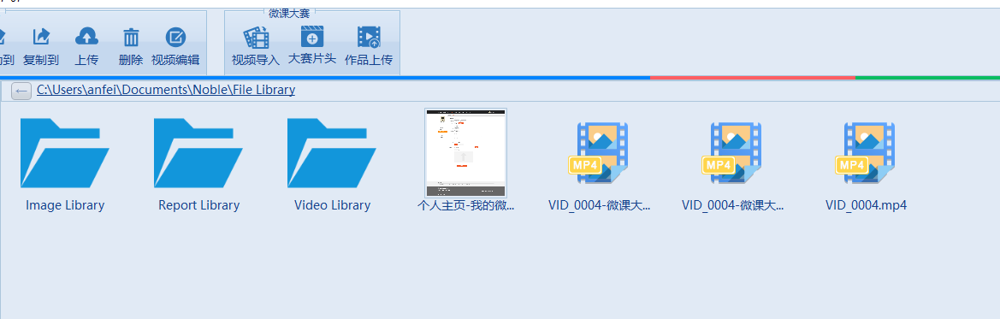 微课大赛
动到 复制到 上传 删除 视频编辑 视频导入 大赛片头 作品上传
← C:\Users\anfei\Documents\Noble\File Library
MP4 MP4 MP4
Image Library Report Library Video Library 个人主页-我的微... VID_0004-微课大... VID_0004-微课大... VID_0004.mp4